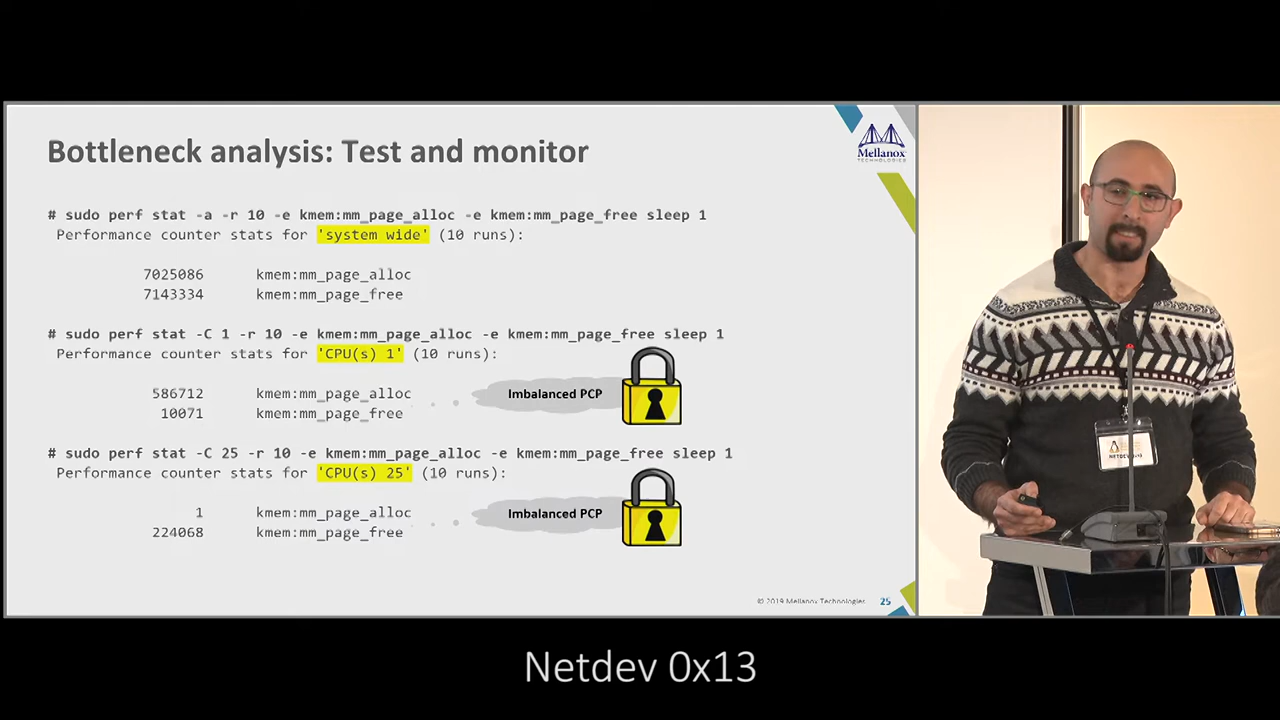 Bottleneck analysis: Test and monitor
Mellanox
TECHNOLOGIES
# sudo perf stat -a -r 10 -e kmem:mm_page_alloc -e kmem:mm_page_free sleep 1
Performance counter stats for 'system wide' (10 runs):
7025086 kmem:mm_page_alloc
7143334 kmem:mm_page_free
# sudo perf stat -C 1 -r 10 -e kmem:mm_page_alloc -e kmem:mm_page_free sleep 1
Performance counter stats for 'CPU(s) 1' (10 runs):
586712 kmem:mm_page_alloc
10071 kmem:mm_page_free
Imbalanced PCP
# sudo perf stat -C 25 -r 10 -e kmem:mm_page_alloc -e kmem:mm_page_free sleep 1
Performance counter stats for 'CPU(s) 25' (10 runs):
1 kmem:mm_page_alloc
224068 kmem:mm_page_free
Imbalanced PCP
© 2019 Mellanox Technologies
25
Netdev 0x13